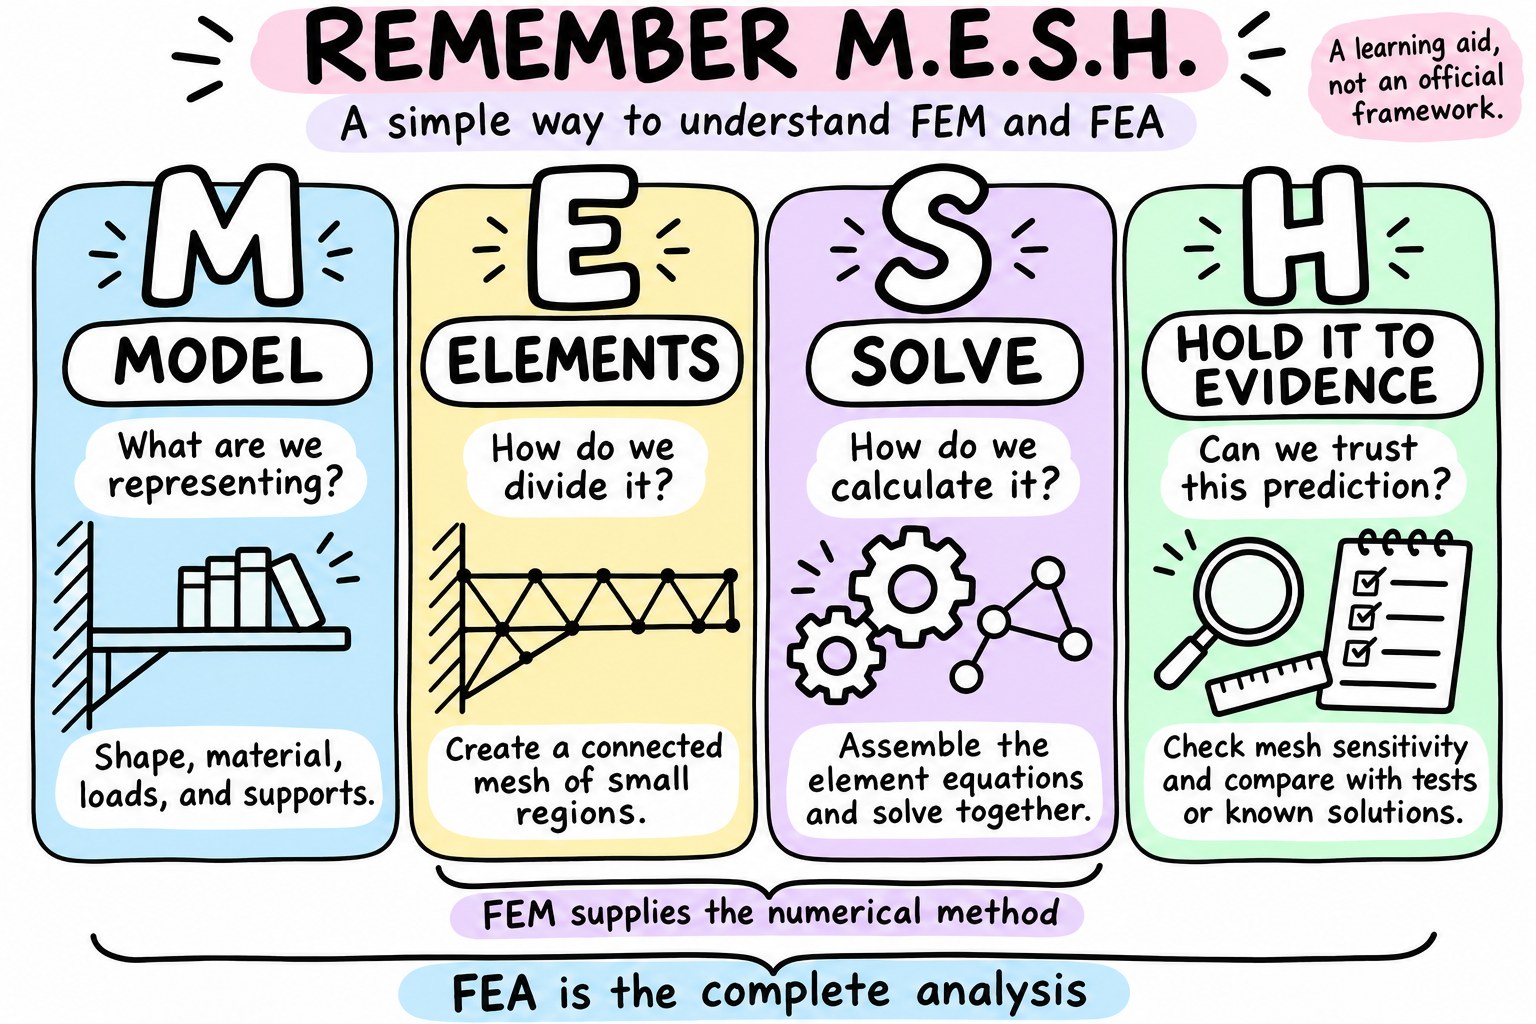 REMEMBER M.E.S.H.
A simple way to understand FEM and FEA
A learning aid,
not an official
framework.
M
MODEL
What are we
representing?
Shape, material,
loads, and supports.
E
ELEMENTS
How do we
divide it?
Create a connected
mesh of small
regions.
S
SOLVE
How do we
calculate it?
Assemble the
element equations
and solve together.
H
HOLD IT TO
EVIDENCE
Can we trust
this prediction?
Check mesh sensitivity
and compare with tests
or known solutions.
FEM supplies the numerical method
FEA is the complete analysis